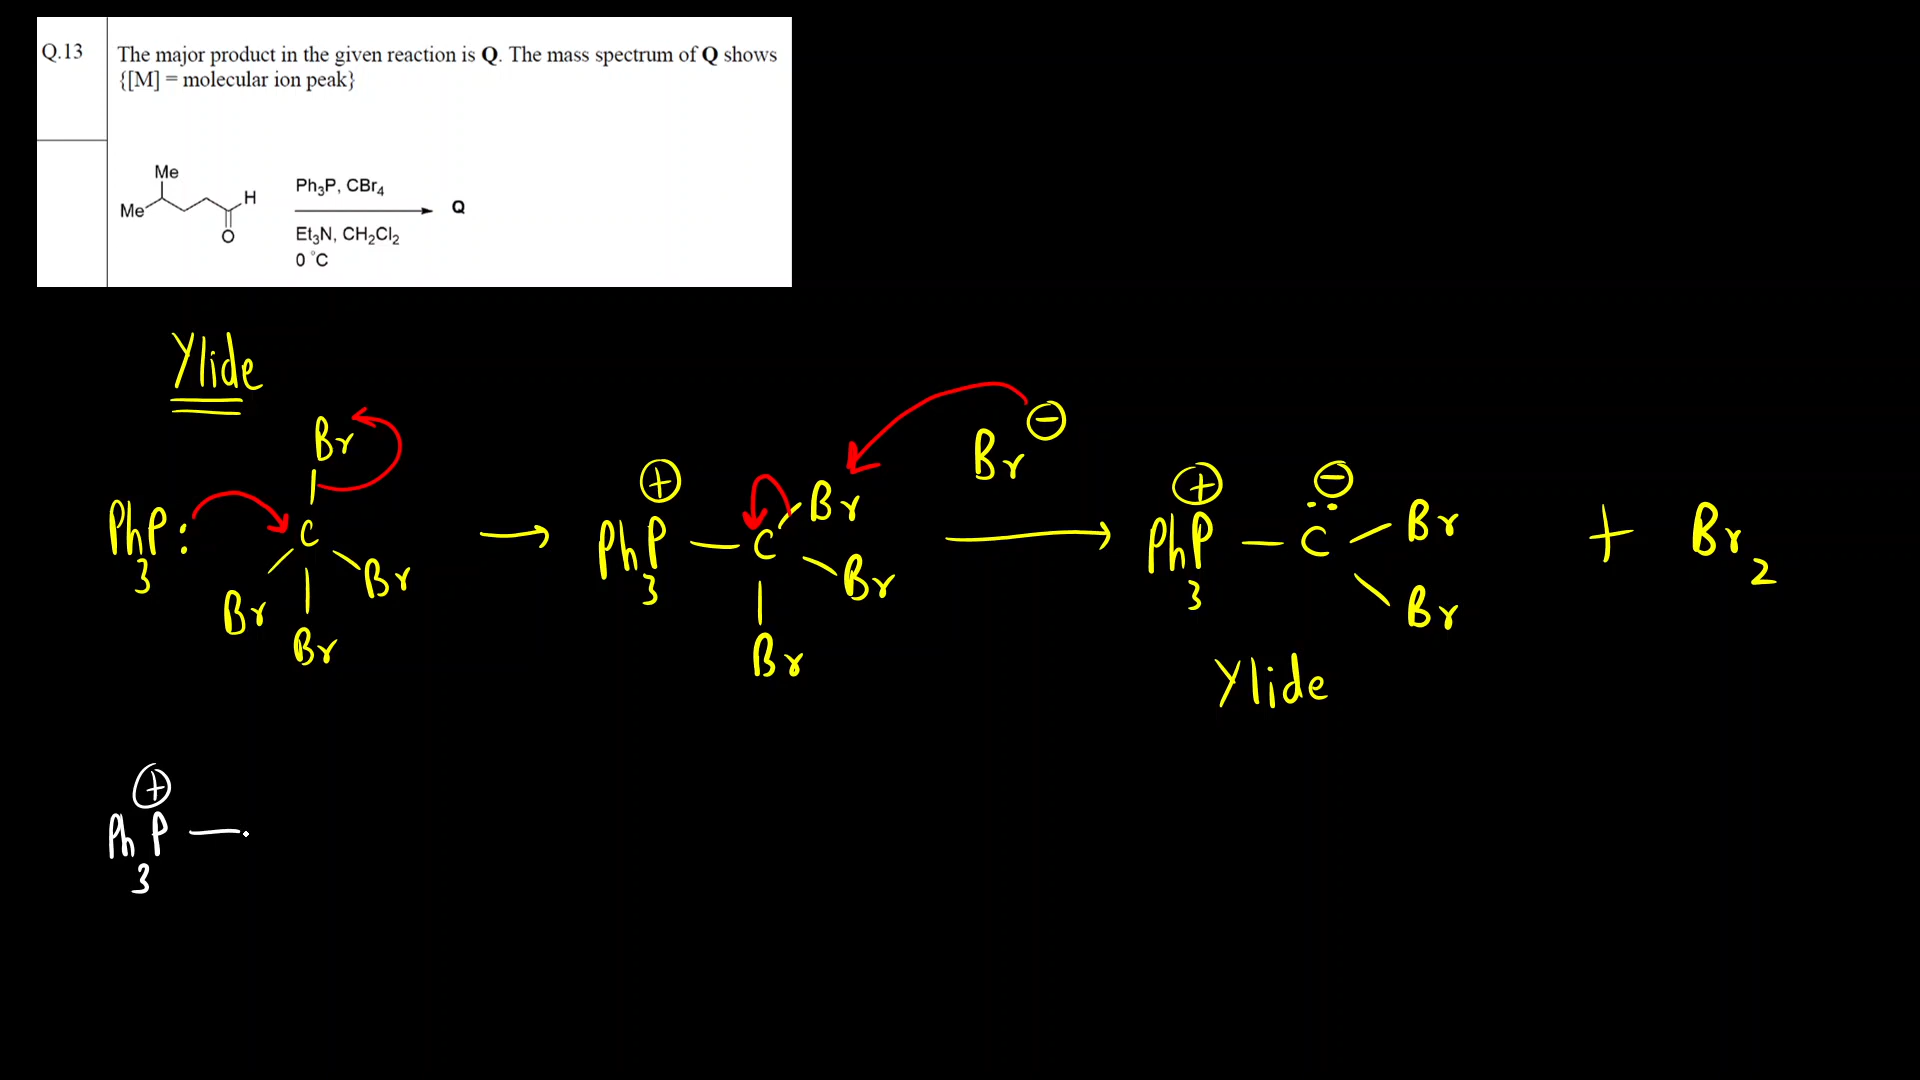 Q.13 The major product in the given reaction is Q. The mass spectrum of Q shows
{[M] = molecular ion peak}
Me
Me
H
O
Ph₃P, CBr₄
Et₃N, CH₂Cl₂
0 °C
Q
Ylide
Br
Ph₃P: C Br Br Br
→
⊕
Ph₃P — C Br Br Br
Br ⊖
→
⊕ ⊖
Ph₃P — C̈ Br Br
+ Br₂
Ylide
⊕
Ph₃P —